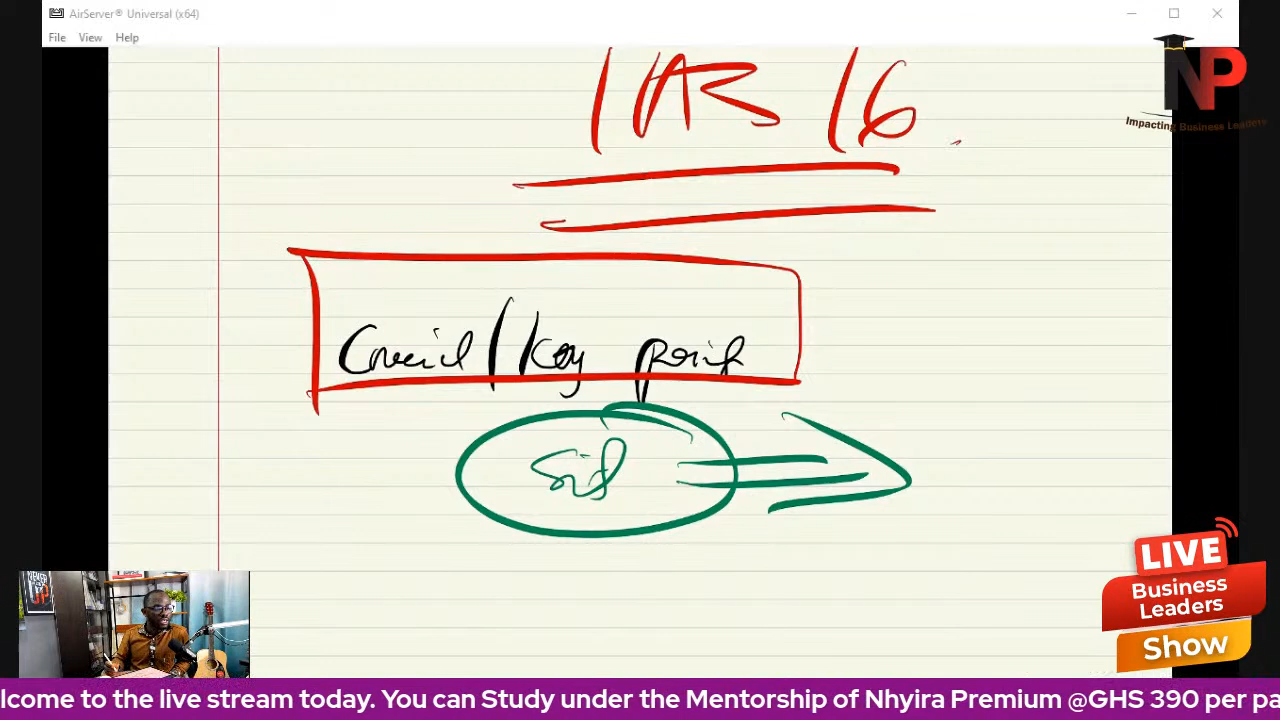 AirServer® Universal (x64)
File View Help
NP
Impacting Business Leaders
IAS 16
Crucial/key point
LIVE
Business
Leaders
Show
lcome to the live stream today. You can Study under the Mentorship of Nhyira Premium @GHS 390 per pa